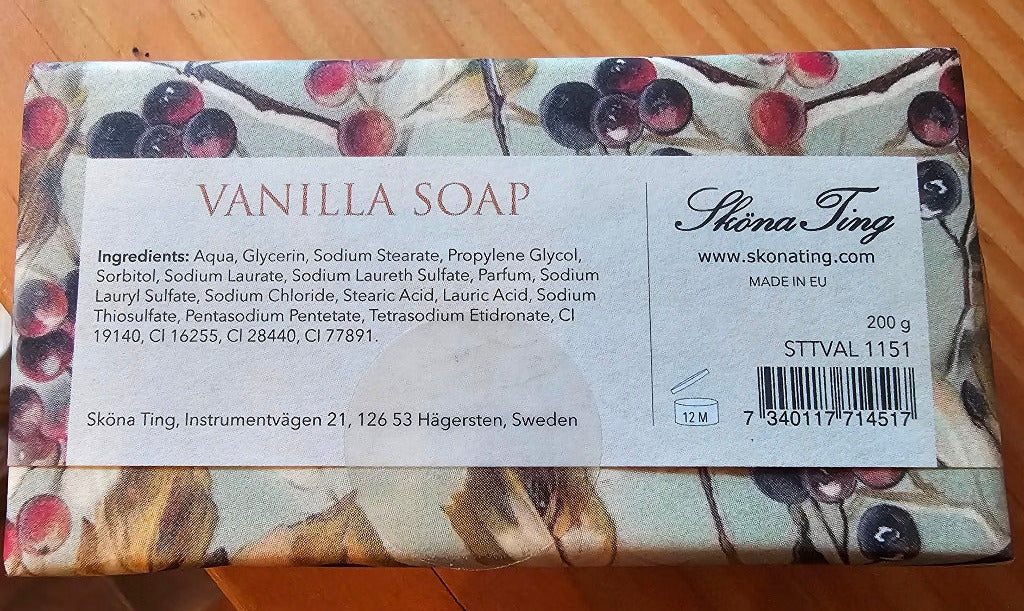 VANILLA SOAP
Ingredients: Aqua, Glycerin, Sodium Stearate, Propylene Glycol,
Sorbitol, Sodium Laurate, Sodium Laureth Sulfate, Parfum, Sodium
Lauryl Sulfate, Sodium Chloride, Stearic Acid, Lauric Acid, Sodium
Thiosulfate, Pentasodium Pentetate, Tetrasodium Etidronate, CI
19140, CI 16255, CI 28440, CI 77891.
Sköna Ting, Instrumentvägen 21, 126 53 Hägersten, Sweden
Sköna Ting
www.skonating.com
MADE IN EU
200 g
STTVAL 1151
12 M
7 340117 714517